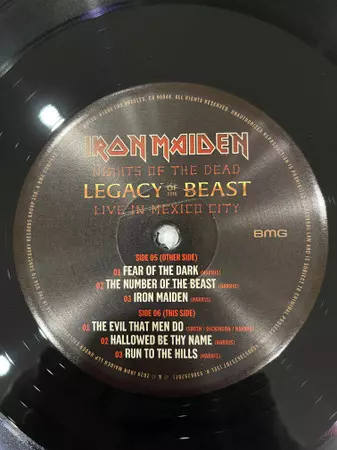 IRON MAIDEN
NIGHTS OF THE DEAD
LEGACY OF THE BEAST
LIVE IN MEXICO CITY
BMG
SIDE 05 (OTHER SIDE)
01 FEAR OF THE DARK (HARRIS)
02 THE NUMBER OF THE BEAST (HARRIS)
03 IRON MAIDEN (HARRIS)
SIDE 06 (THIS SIDE)
01 THE EVIL THAT MEN DO (SMITH / DICKINSON / HARRIS)
02 HALLOWED BE THY NAME (HARRIS)
03 RUN TO THE HILLS (HARRIS)